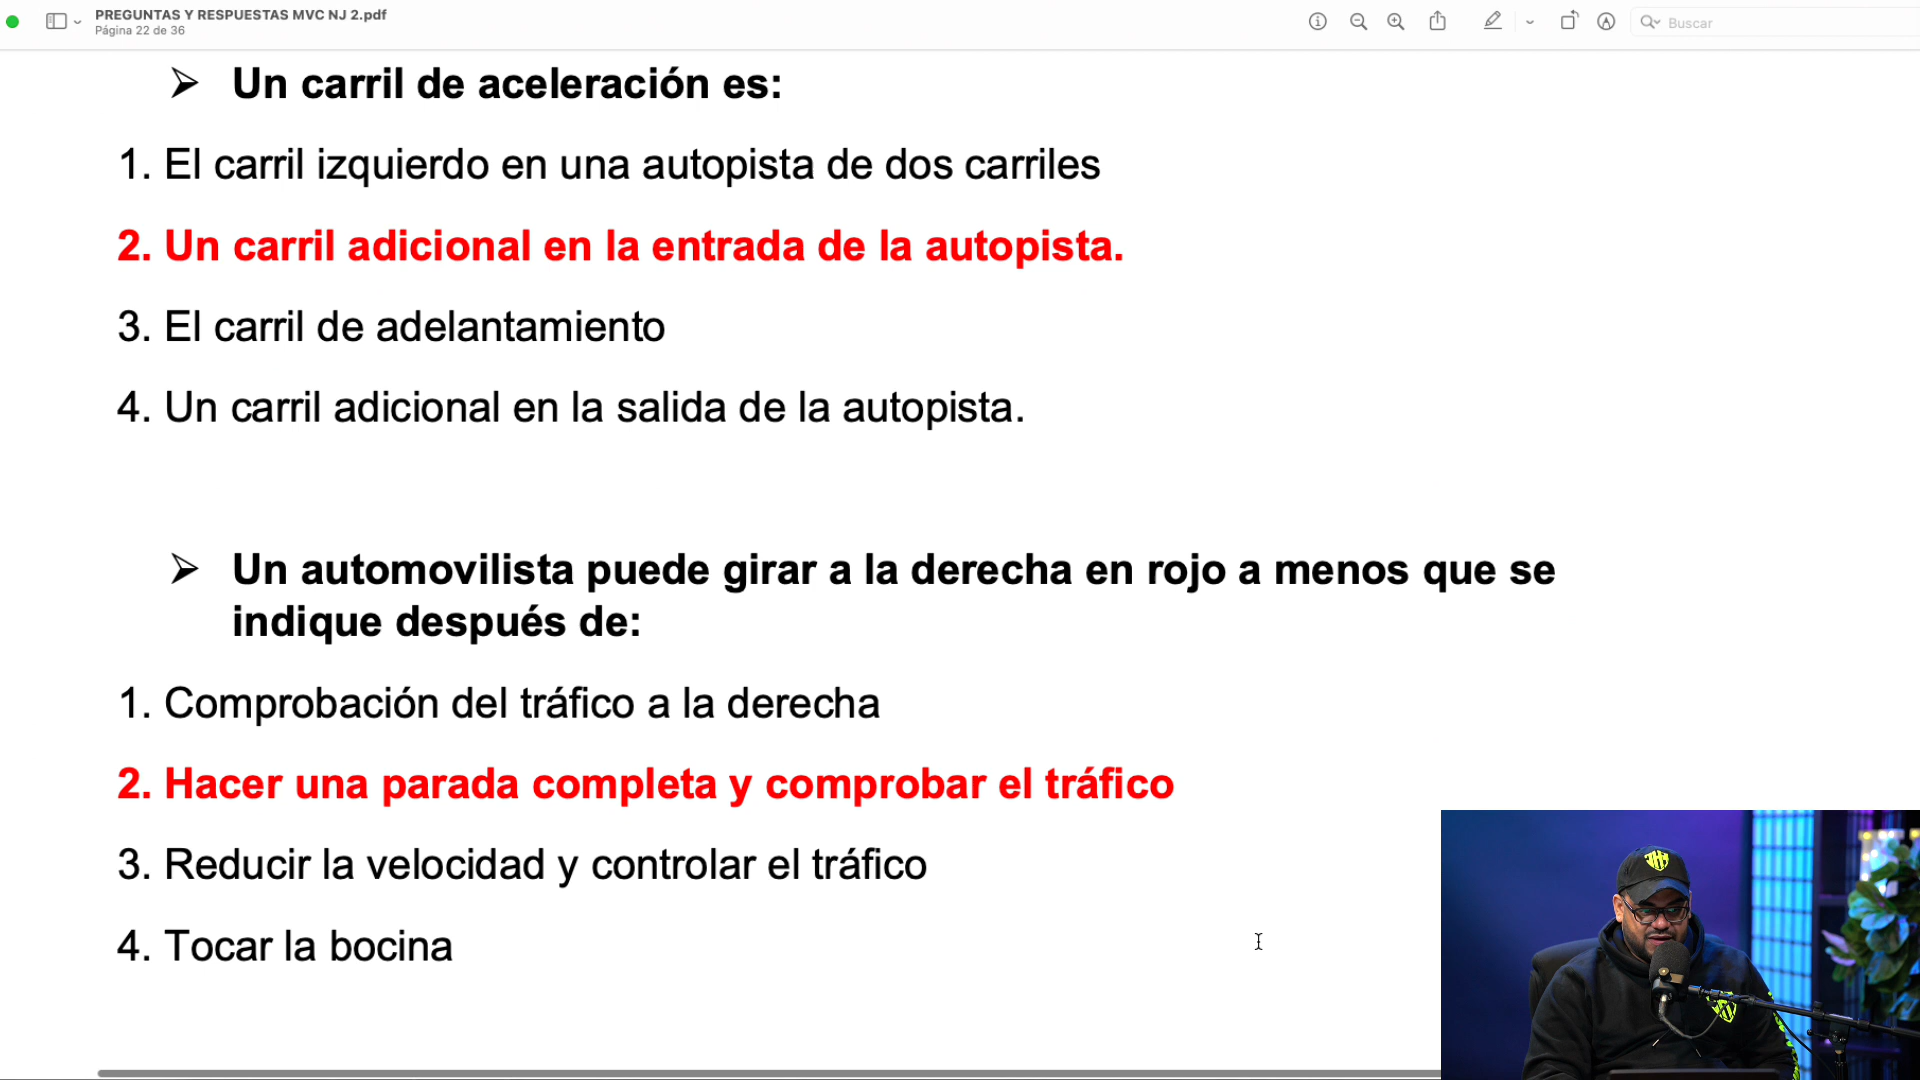 PREGUNTAS Y RESPUESTAS MVC NJ 2.pdf
Página 22 de 36
Buscar
➢ Un carril de aceleración es:
1. El carril izquierdo en una autopista de dos carriles
2. Un carril adicional en la entrada de la autopista.
3. El carril de adelantamiento
4. Un carril adicional en la salida de la autopista.
➢ Un automovilista puede girar a la derecha en rojo a menos que se
indique después de:
1. Comprobación del tráfico a la derecha
2. Hacer una parada completa y comprobar el tráfico
3. Reducir la velocidad y controlar el tráfico
4. Tocar la bocina